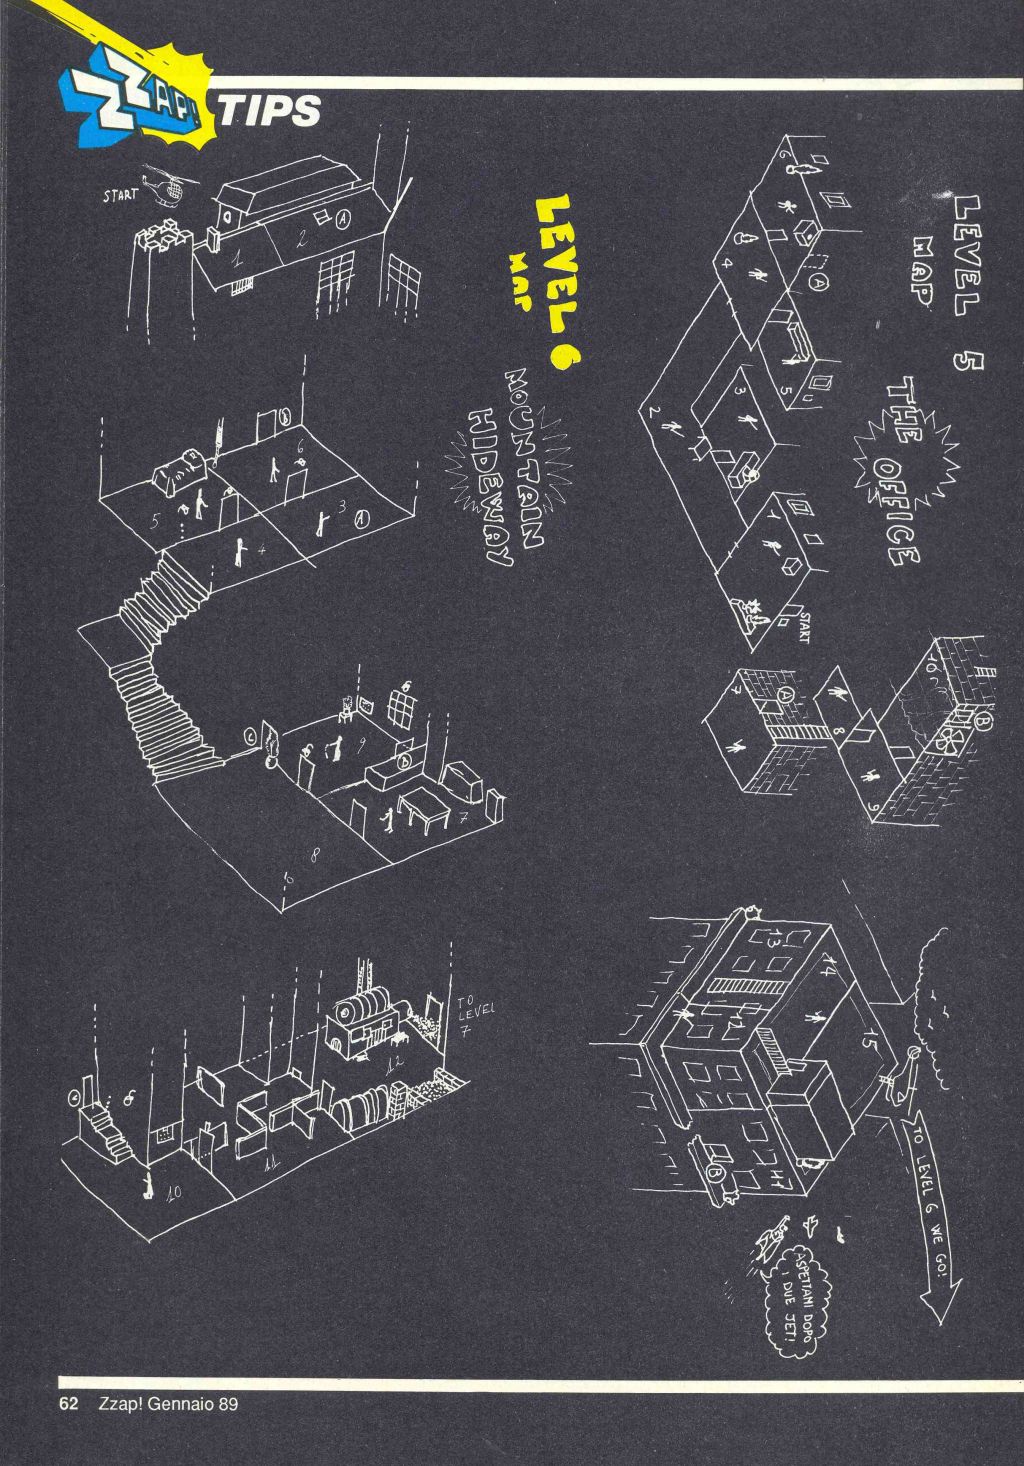 ZZAP!
TIPS
START
1
2
A
LEVEL 6
MAP
MOUNTAIN
HIDEWAY
B
6
5
3
A
4
9
7
8
TO
LEVEL
7
12
11
10
LEVEL 5
MAP
THE OFFICE
6
4
A
5
3
2
1
START
7
A
8
9
10
B
13
14
12
15
B
11
TO LEVEL 6 WE GO!
ASPETTAMI DOPO
I DUE JET!
62 Zzap! Gennaio 89